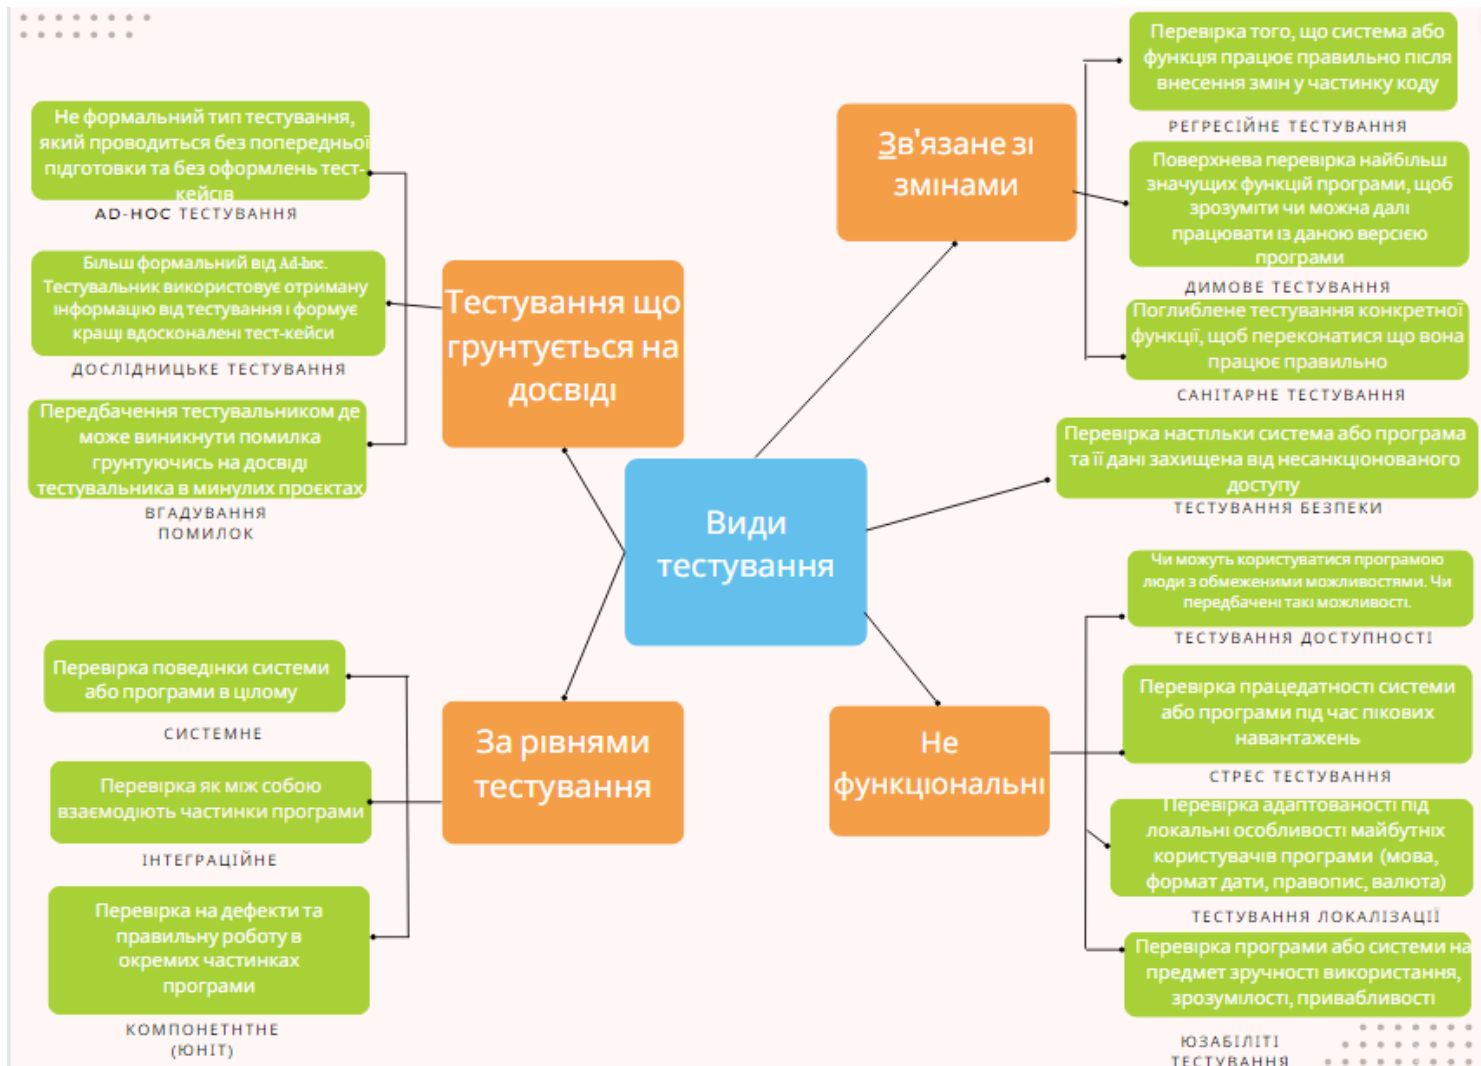 Не формальний тип тестування,
який проводиться без попередньої
підготовки та без оформлень тест-
кейсів
AD-HOC ТЕСТУВАННЯ
Більш формальний від Ad-hoc.
Тестувальник використовує отриману
інформацію від тестування і формує
кращі вдосконалені тест-кейси
ДОСЛІДНИЦЬКЕ ТЕСТУВАННЯ
Передбачення тестувальником де
може виникнути помилка
грунтуючись на досвіді
тестувальника в минулих проєктах
ВГАДУВАННЯ
ПОМИЛОК
Тестування що
грунтується на
досвіді
Зв'язане зі
змінами
Перевірка того, що система або
функція працює правильно після
внесення змін у частинку коду
РЕГРЕСІЙНЕ ТЕСТУВАННЯ
Поверхнева перевірка найбільш
значущих функцій програми, щоб
зрозуміти чи можна далі
працювати із даною версією
програми
ДИМОВЕ ТЕСТУВАННЯ
Поглиблене тестування конкретної
функції, щоб переконатися що вона
працює правильно
САНІТАРНЕ ТЕСТУВАННЯ
Перевірка настільки система або програма
та її дані захищена від несанкціонованого
доступу
ТЕСТУВАННЯ БЕЗПЕКИ
Види
тестування
Чи можуть користуватися програмою
люди з обмеженими можливостями. Чи
передбачені такі можливості.
ТЕСТУВАННЯ ДОСТУПНОСТІ
Перевірка працедатності системи
або програми під час пікових
навантажень
СТРЕС ТЕСТУВАННЯ
Перевірка адаптованості під
локальні особливості майбутніх
користувачів програми (мова,
формат дати, правопис, валюта)
ТЕСТУВАННЯ ЛОКАЛІЗАЦІЇ
Перевірка програми або системи на
предмет зручності використання,
зрозумілості, привабливості
ЮЗАБІЛІТІ
ТЕСТУВАННЯ
Не
функціональні
За рівнями
тестування
Перевірка поведінки системи
або програми в цілому
СИСТЕМНЕ
Перевірка як між собою
взаємодіють частинки програми
ІНТЕГРАЦІЙНЕ
Перевірка на дефекти та
правильну роботу в
окремих частинках
програми
КОМПОНЕТНТНЕ
(ЮНІТ)